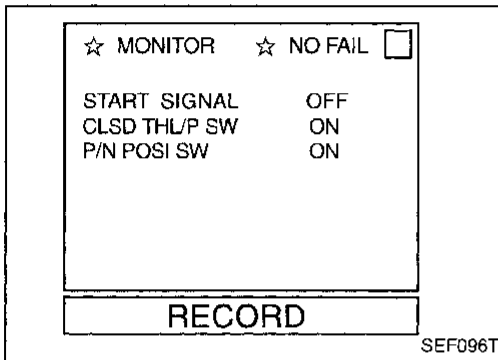 ☆ MONITOR ☆ NO FAIL
START SIGNAL OFF
CLSD THL/P SW ON
P/N POSI SW ON
RECORD
SEF096T